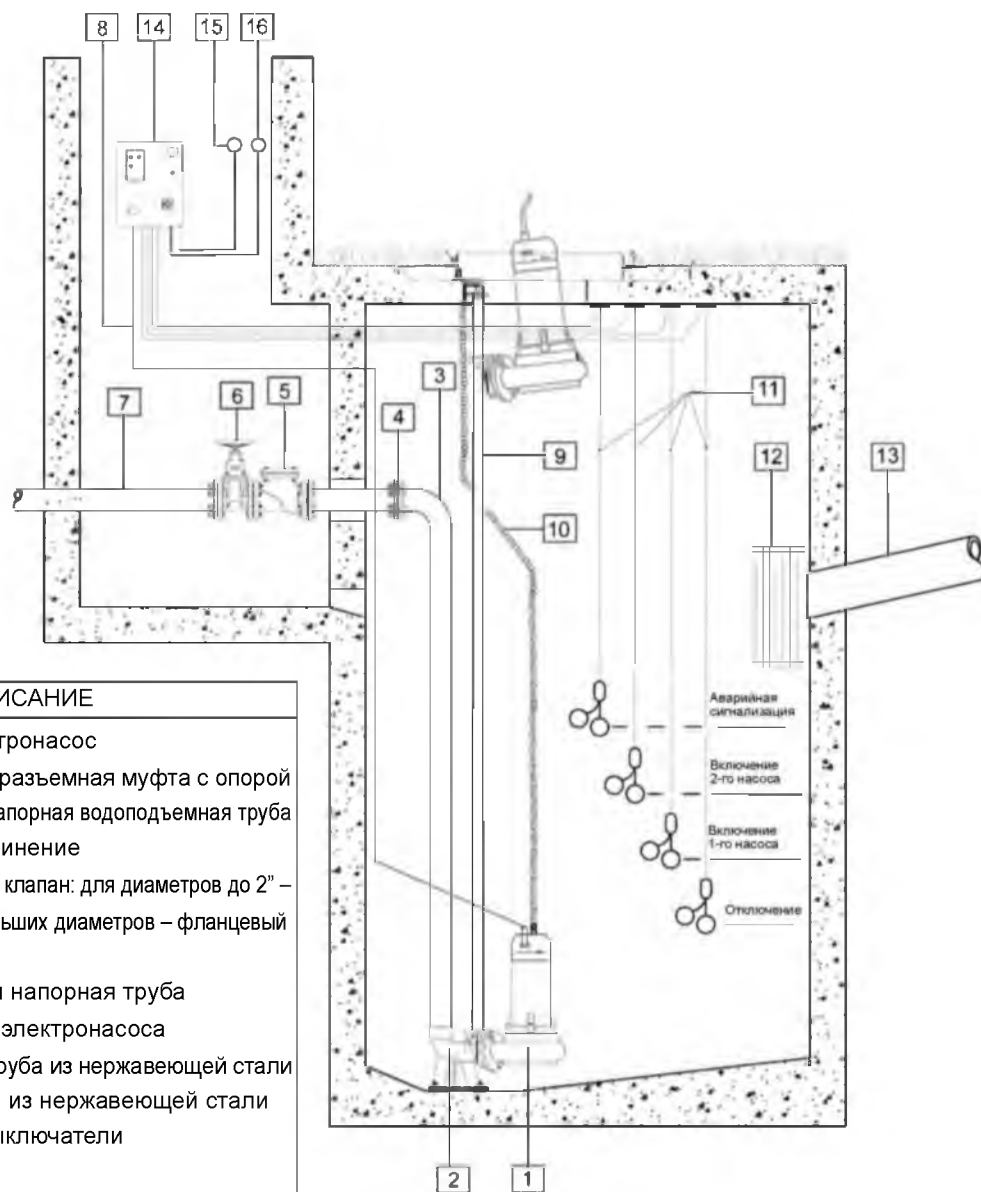 8 14 15 16
3
7 6 5 4
11
9
12 13
10
Аварийная
сигнализация
Включение
2-го насоса
Включение
1-го насоса
Отключение
2 1
ИСАНИЕ
тронасос
разъемная муфта с опорой
апорная водоподъемная труба
инение
клапан: для диаметров до 2” –
ьших диаметров – фланцевый
напорная труба
электронасоса
руба из нержавеющей стали
из нержавеющей стали
ключатели